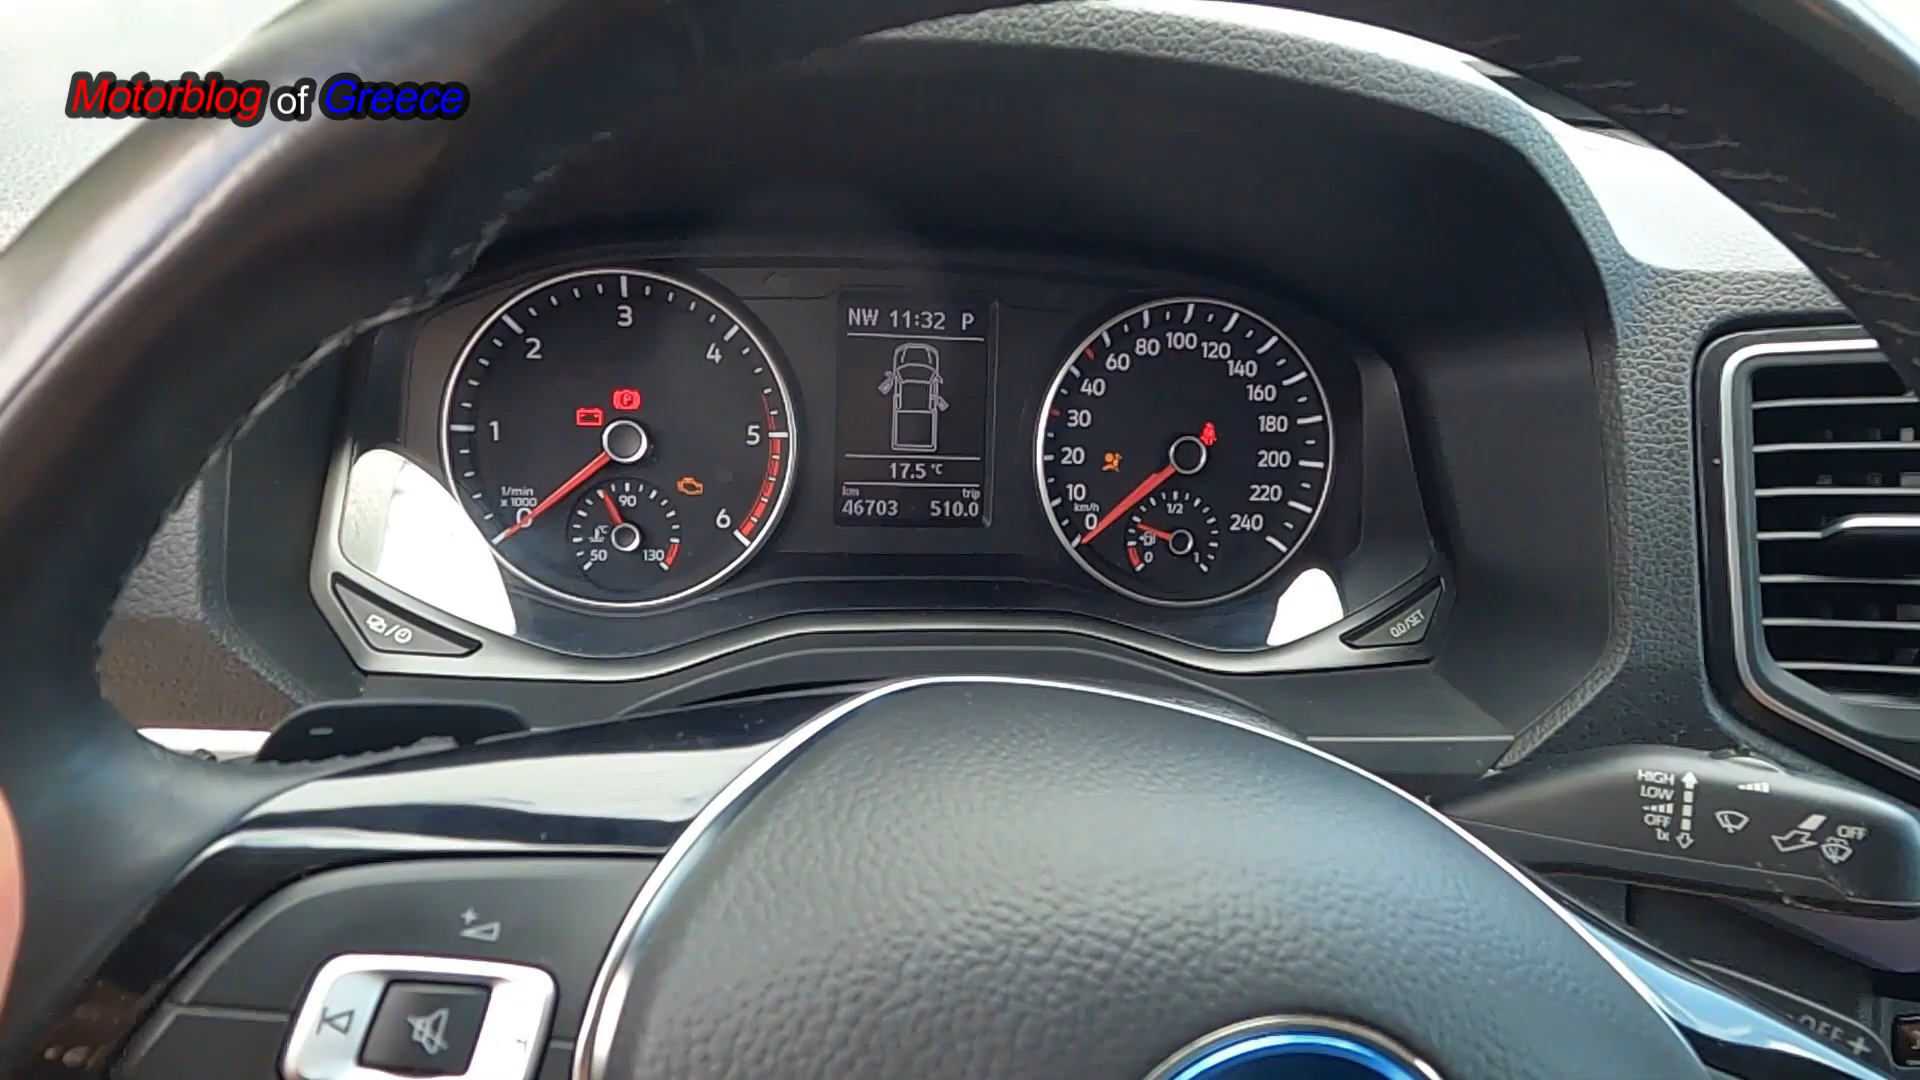 Motorblog of Greece
NW 11:32 P
17.5 °C
km trip
46703 510.0
1/min
x 1000
0 1 2 3 4 5 6
°C
50 90 130
0 10 20 30 40 60 80 100 120 140 160 180 200 220 240
km/h
0 1/2 1
P
0.0/SET
HIGH
LOW
OFF
1x
OFF
OFF +